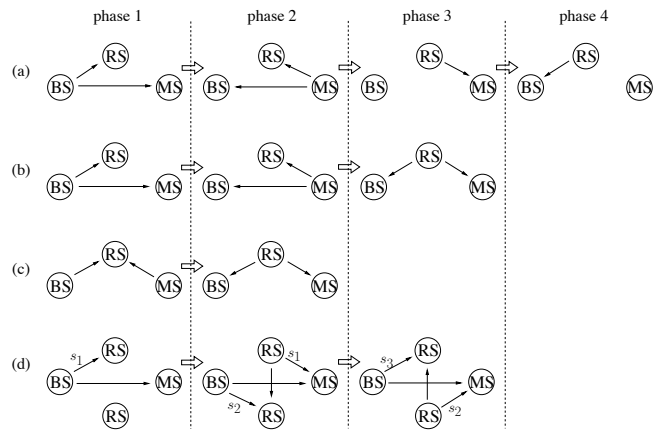 phase 1 phase 2 phase 3 phase 4
RS RS RS RS
(a)
BS MS BS MS BS MS BS MS
RS RS RS
(b)
BS MS BS MS BS MS
RS RS
(c)
BS MS BS MS
RS RS RS
s1 s1 s3
(d)
BS MS BS MS BS MS
s2 s2
RS RS RS